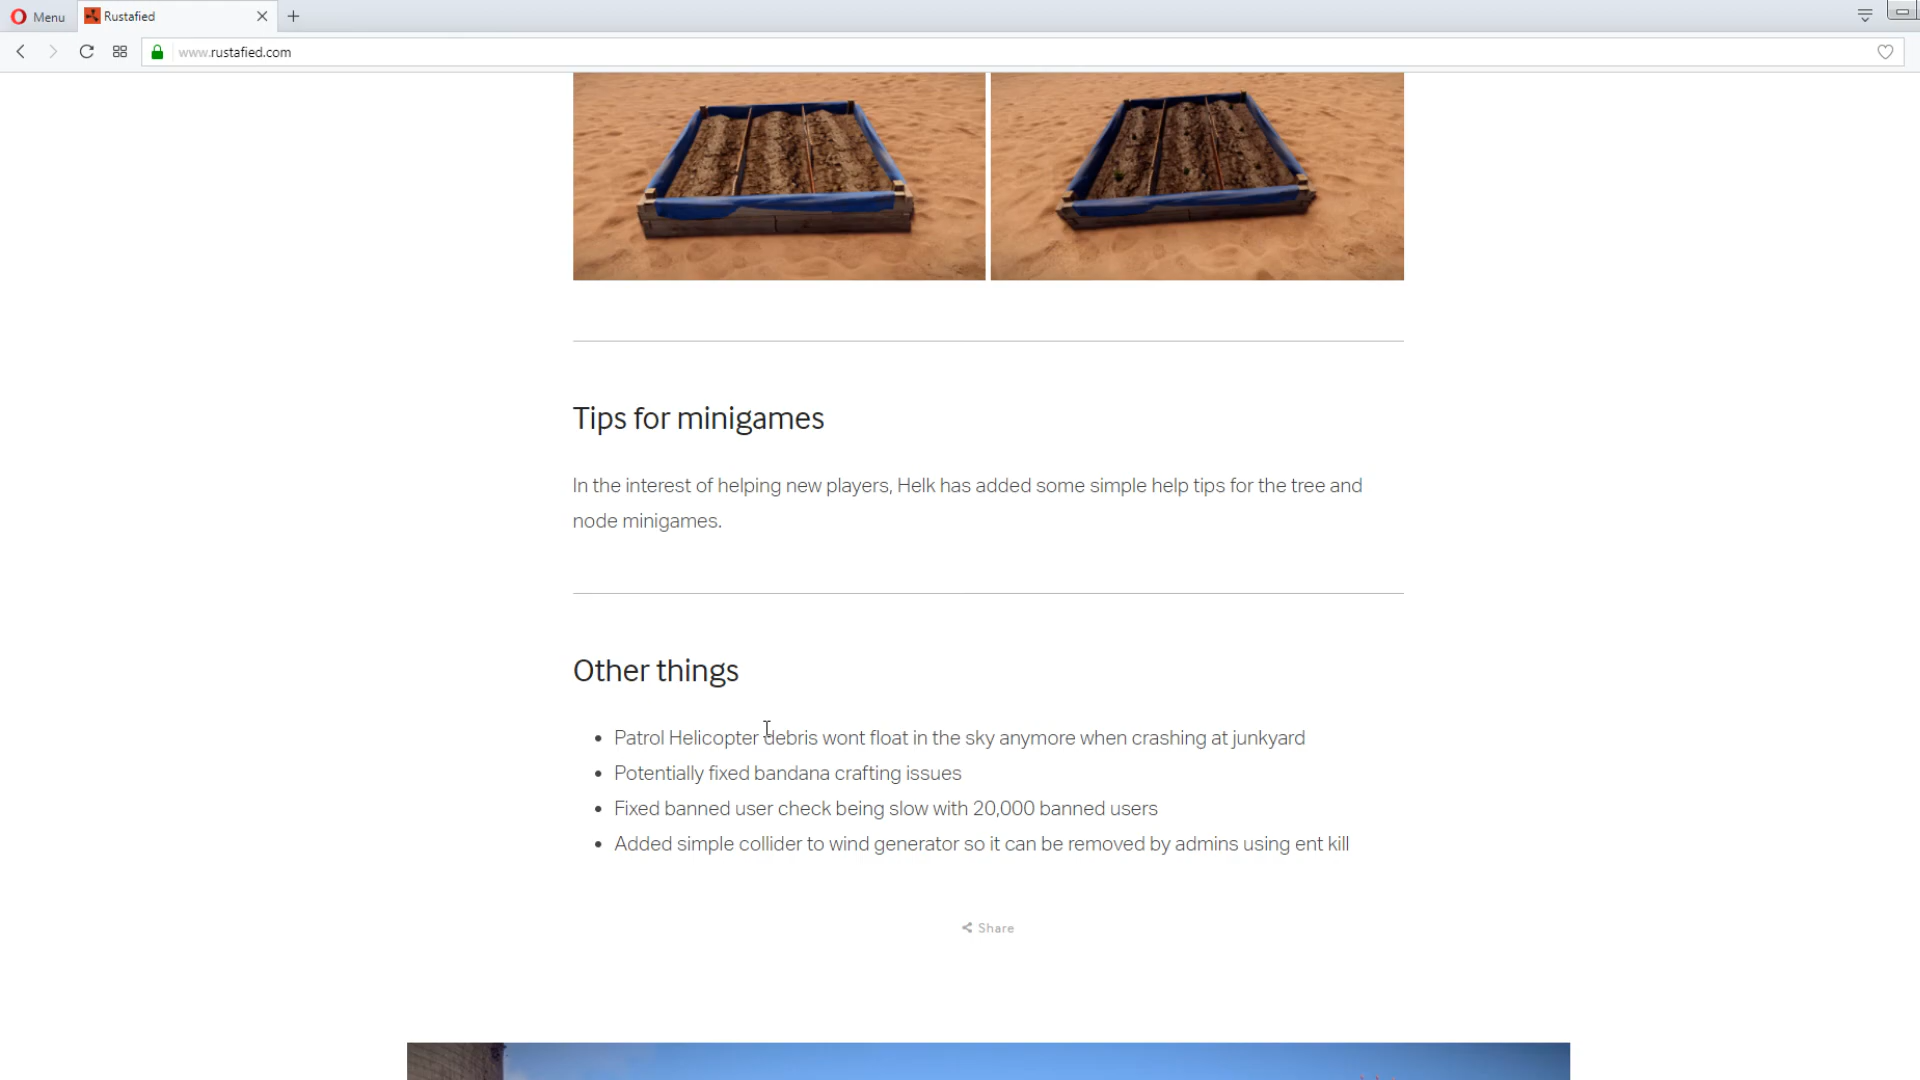 Menu
Rustafied
www.rustafied.com
Tips for minigames
In the interest of helping new players, Helk has added some simple help tips for the tree and
node minigames.
Other things
• Patrol Helicopter debris wont float in the sky anymore when crashing at junkyard
• Potentially fixed bandana crafting issues
• Fixed banned user check being slow with 20,000 banned users
• Added simple collider to wind generator so it can be removed by admins using ent kill
Share